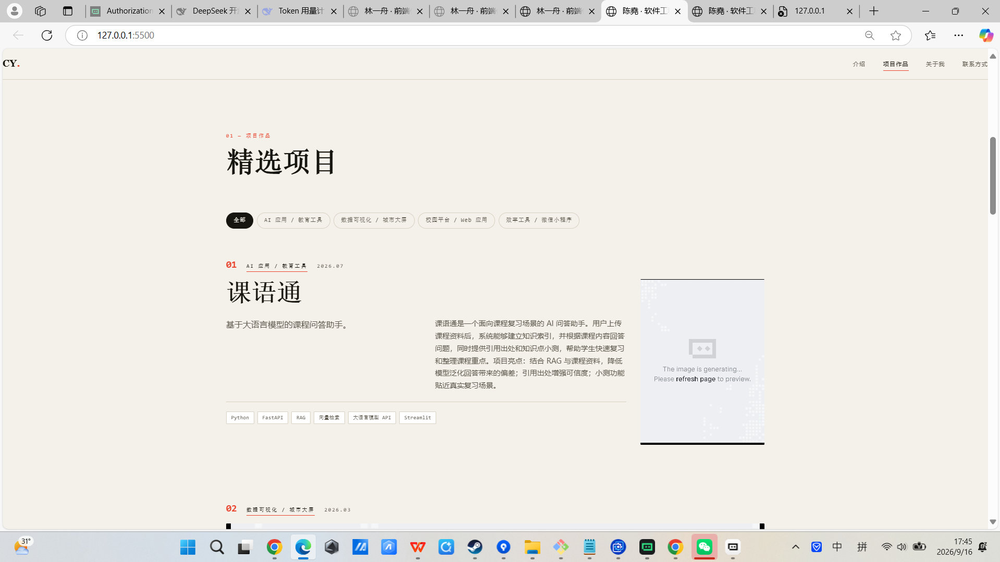 Authorization
DeepSeek 开
Token 用量计
林一舟 · 前端
林一舟 · 前端
林一舟 · 前端
陈堯 · 软件工
陈堯 · 软件工
127.0.0.1
127.0.0.1:5500
CY.
介绍
项目作品
关于我
联系方式
01 — 项目作品
精选项目
全部
AI 应用 / 教育工具
数据可视化 / 城市大屏
校园平台 / Web 应用
效率工具 / 微信小程序
01 AI 应用 / 教育工具 2026.07
课语通
基于大语言模型的课程问答助手。
课语通是一个面向课程复习场景的 AI 问答助手。用户上传
课程资料后，系统能够建立知识索引，并根据课程内容回答
问题，同时提供引用出处和知识点小测，帮助学生快速复习
和整理课程重点。项目亮点：结合 RAG 与课程资料，降低
模型泛化回答带来的偏差；引用出处增强可信度；小测功能
贴近真实复习场景。
The image is generating...
Please refresh page to preview.
Python
FastAPI
RAG
向量检索
大语言模型 API
Streamlit
02 数据可视化 / 城市大屏 2026.03
31°
中
拼
17:45
2026/9/16